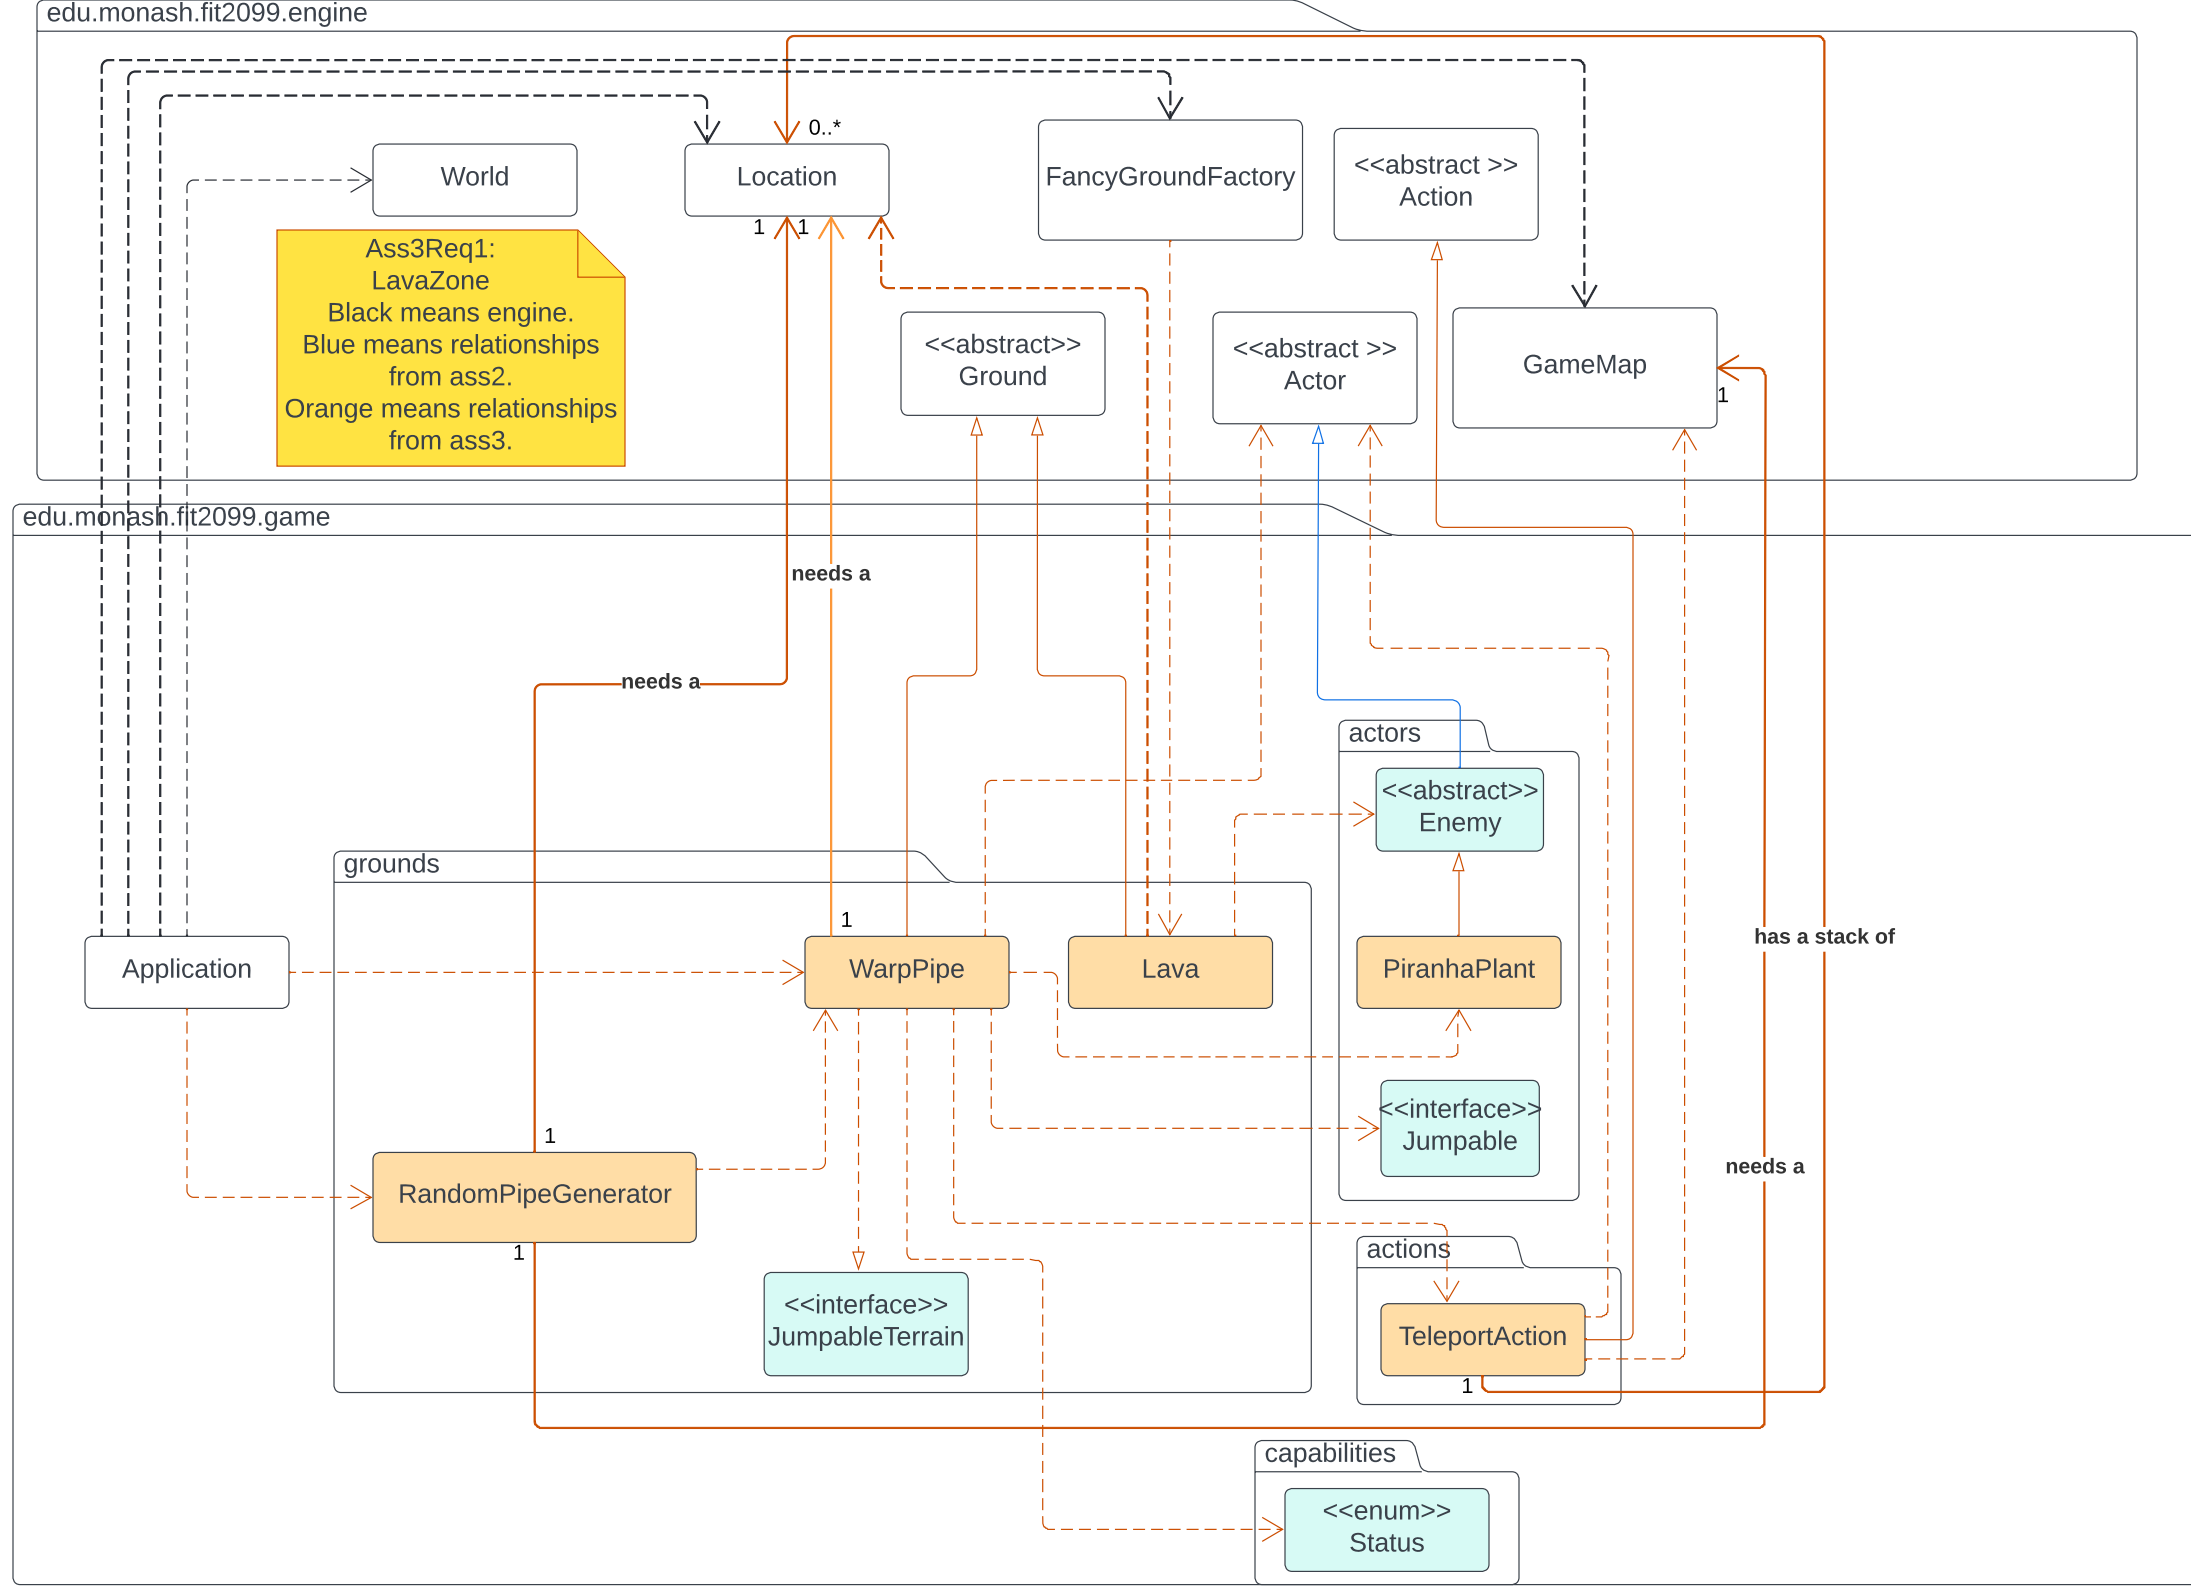 edu.monash.fit2099.engine
0..*
World
Location
FancyGroundFactory
<<abstract >>
Action
1
1
Ass3Req1:
LavaZone
Black means engine.
Blue means relationships
from ass2.
Orange means relationships
from ass3.
<<abstract>>
Ground
<<abstract >>
Actor
GameMap
1
edu.monash.fit2099.game
needs a
needs a
actors
<<abstract>>
Enemy
grounds
1
has a stack of
Application
WarpPipe
Lava
PiranhaPlant
<<interface>>
Jumpable
1
needs a
RandomPipeGenerator
1
actions
<<interface>>
JumpableTerrain
TeleportAction
1
capabilities
<<enum>>
Status